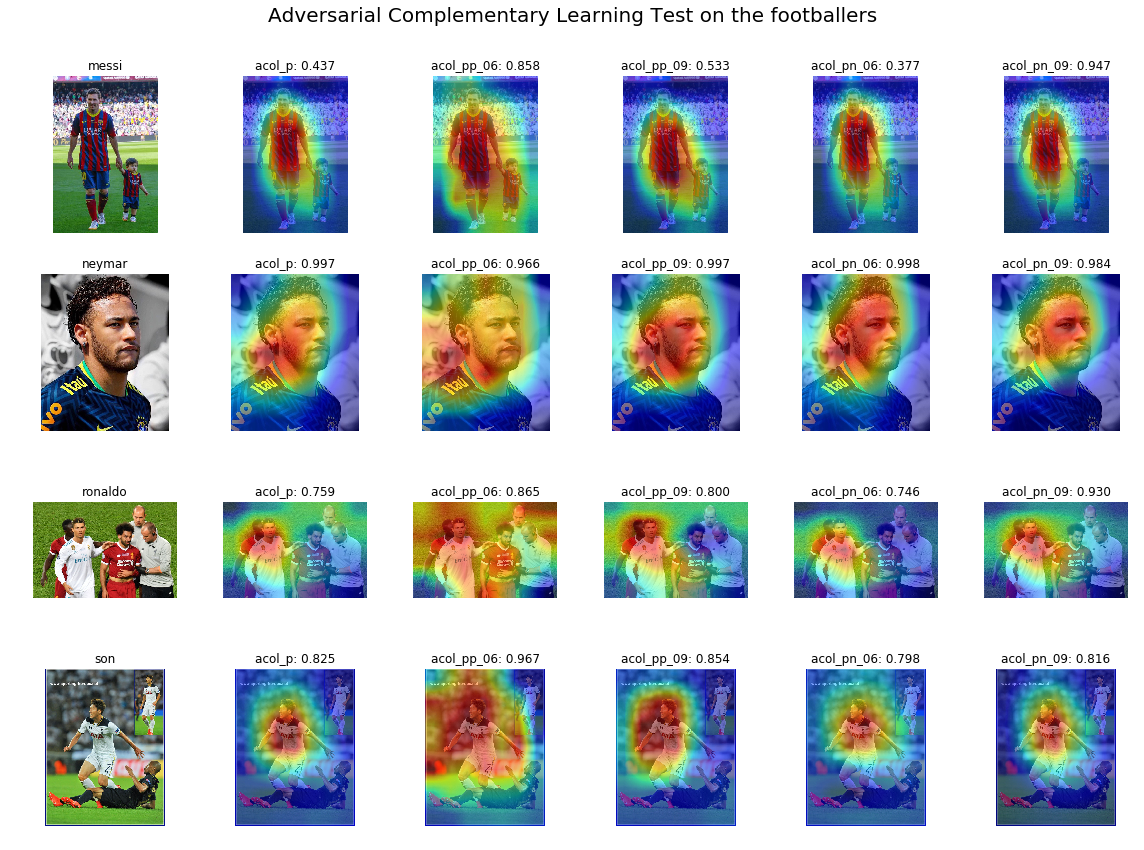 Adversarial Complementary Learning Test on the footballers
messi
acol_p: 0.437
acol_pp_06: 0.858
acol_pp_09: 0.533
acol_pn_06: 0.377
acol_pn_09: 0.947
neymar
acol_p: 0.997
acol_pp_06: 0.966
acol_pp_09: 0.997
acol_pn_06: 0.998
acol_pn_09: 0.984
Itaú
vivo
ronaldo
acol_p: 0.759
acol_pp_06: 0.865
acol_pp_09: 0.800
acol_pn_06: 0.746
acol_pn_09: 0.930
son
acol_p: 0.825
acol_pp_06: 0.967
acol_pp_09: 0.854
acol_pn_06: 0.798
acol_pn_09: 0.816